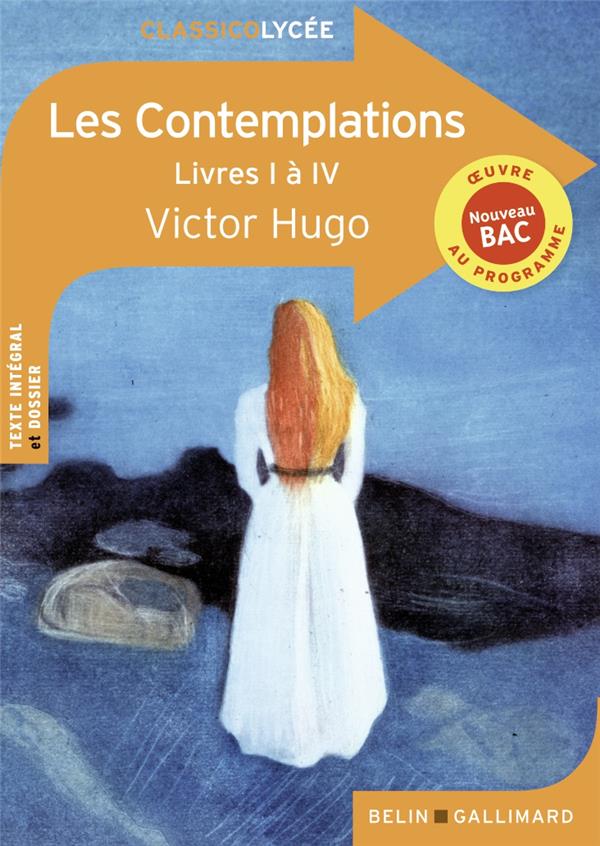 CLASSICOLYCÉE
Les Contemplations
Livres I à IV
Victor Hugo
ŒUVRE
Nouveau
BAC
AU PROGRAMME
TEXTE INTÉGRAL
et DOSSIER
BELIN GALLIMARD